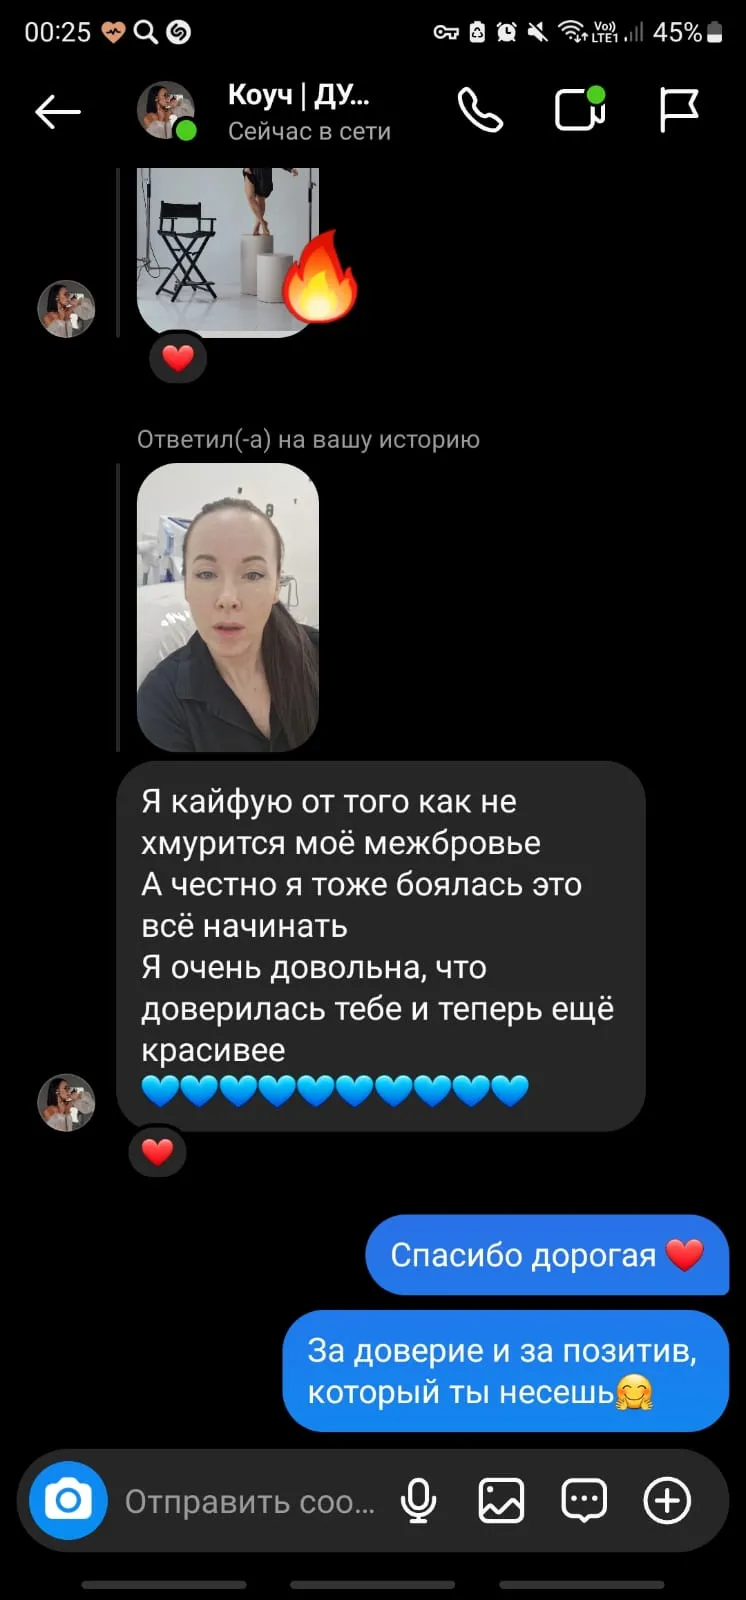 00:25
Vo))
LTE1
45%
Коуч | ДУ...
Сейчас в сети
Ответил(-а) на вашу историю
Я кайфую от того как не
хмурится моё межбровье
А честно я тоже боялась это
всё начинать
Я очень довольна, что
доверилась тебе и теперь ещё
красивее
💙💙💙💙💙💙💙💙💙💙
Спасибо дорогая ❤️
За доверие и за позитив,
который ты несешь🤗
Отправить соо...